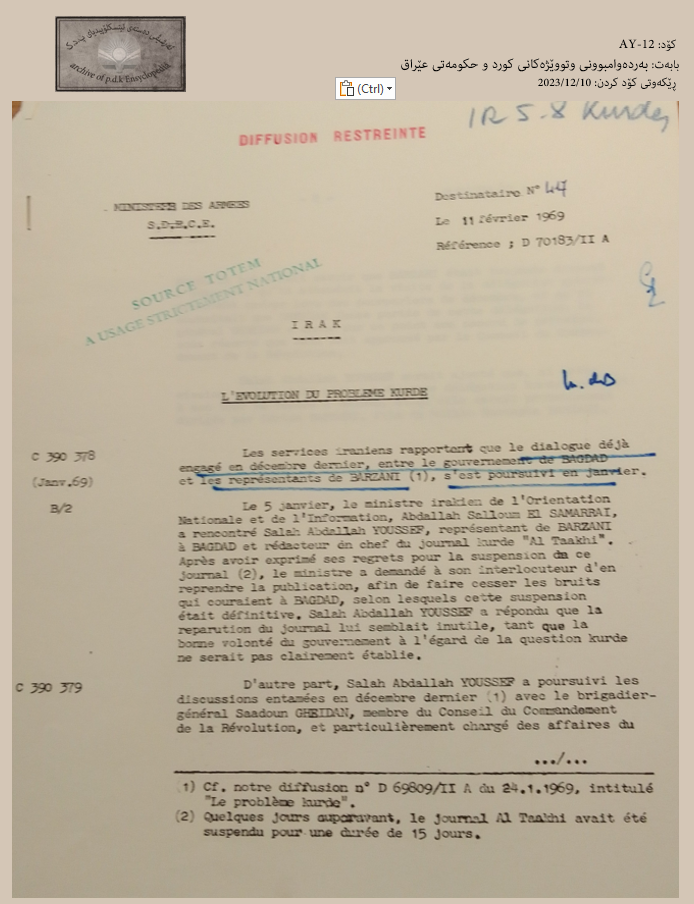 ئەرشیفی دەستەی ئینسکلۆپیدیای پ.د.ک
archive of p.d.k Ensyclopedia
کۆد: AY-12
بابەت: بەردەوامبوونی وتووێژەکانی کورد و حکومەتی عێراق
ڕێکەوتی کۆد کردن: 2023/12/10
(Ctrl)
IR 5.8 Kurdes
DIFFUSION RESTREINTE
MINISTERE DES ARMEES
S.D.E.C.E.
Destinataire N° 47
Le 11 février 1969
Référence ; D 70183/II A
SOURCE TOTEM
A USAGE STRICTEMENT NATIONAL
I R A K
L'EVOLUTION DU PROBLEME KURDE
C 390 378
(Janv.69)
B/2
Les services iraniens rapportent que le dialogue déjà
engagé en décembre dernier, entre le gouvernement de BAGDAD
et les représentants de BARZANI (1), s'est poursuivi en janvier.
Le 5 janvier, le ministre irakien de l'Orientation
Nationale et de l'Information, Abdallah Salloum El SAMARRAI,
a rencontré Salah Abdallah YOUSSEF, représentant de BARZANI
à BAGDAD et rédacteur en chef du journal kurde "Al Taakhi".
Après avoir exprimé ses regrets pour la suspension de ce
journal (2), le ministre a demandé à son interlocuteur d'en
reprendre la publication, afin de faire cesser les bruits
qui couraient à BAGDAD, selon lesquels cette suspension
était définitive. Salah Abdallah YOUSSEF a répondu que la
reparution du journal lui semblait inutile, tant que la
bonne volonté du gouvernement à l'égard de la question kurde
ne serait pas clairement établie.
C 390 379
D'autre part, Salah Abdallah YOUSSEF a poursuivi les
discussions entamées en décembre dernier (1) avec le brigadier-
général Saadoun GHEIDAN, membre du Conseil du Commandement
de la Révolution, et particulièrement chargé des affaires du
.../...
1) Cf. notre diffusion n° D 69809/II A du 24.1.1969, intitulé
"Le problème kurde".
(2) Quelques jours auparavant, le journal Al Taakhi avait été
suspendu pour une durée de 15 jours.